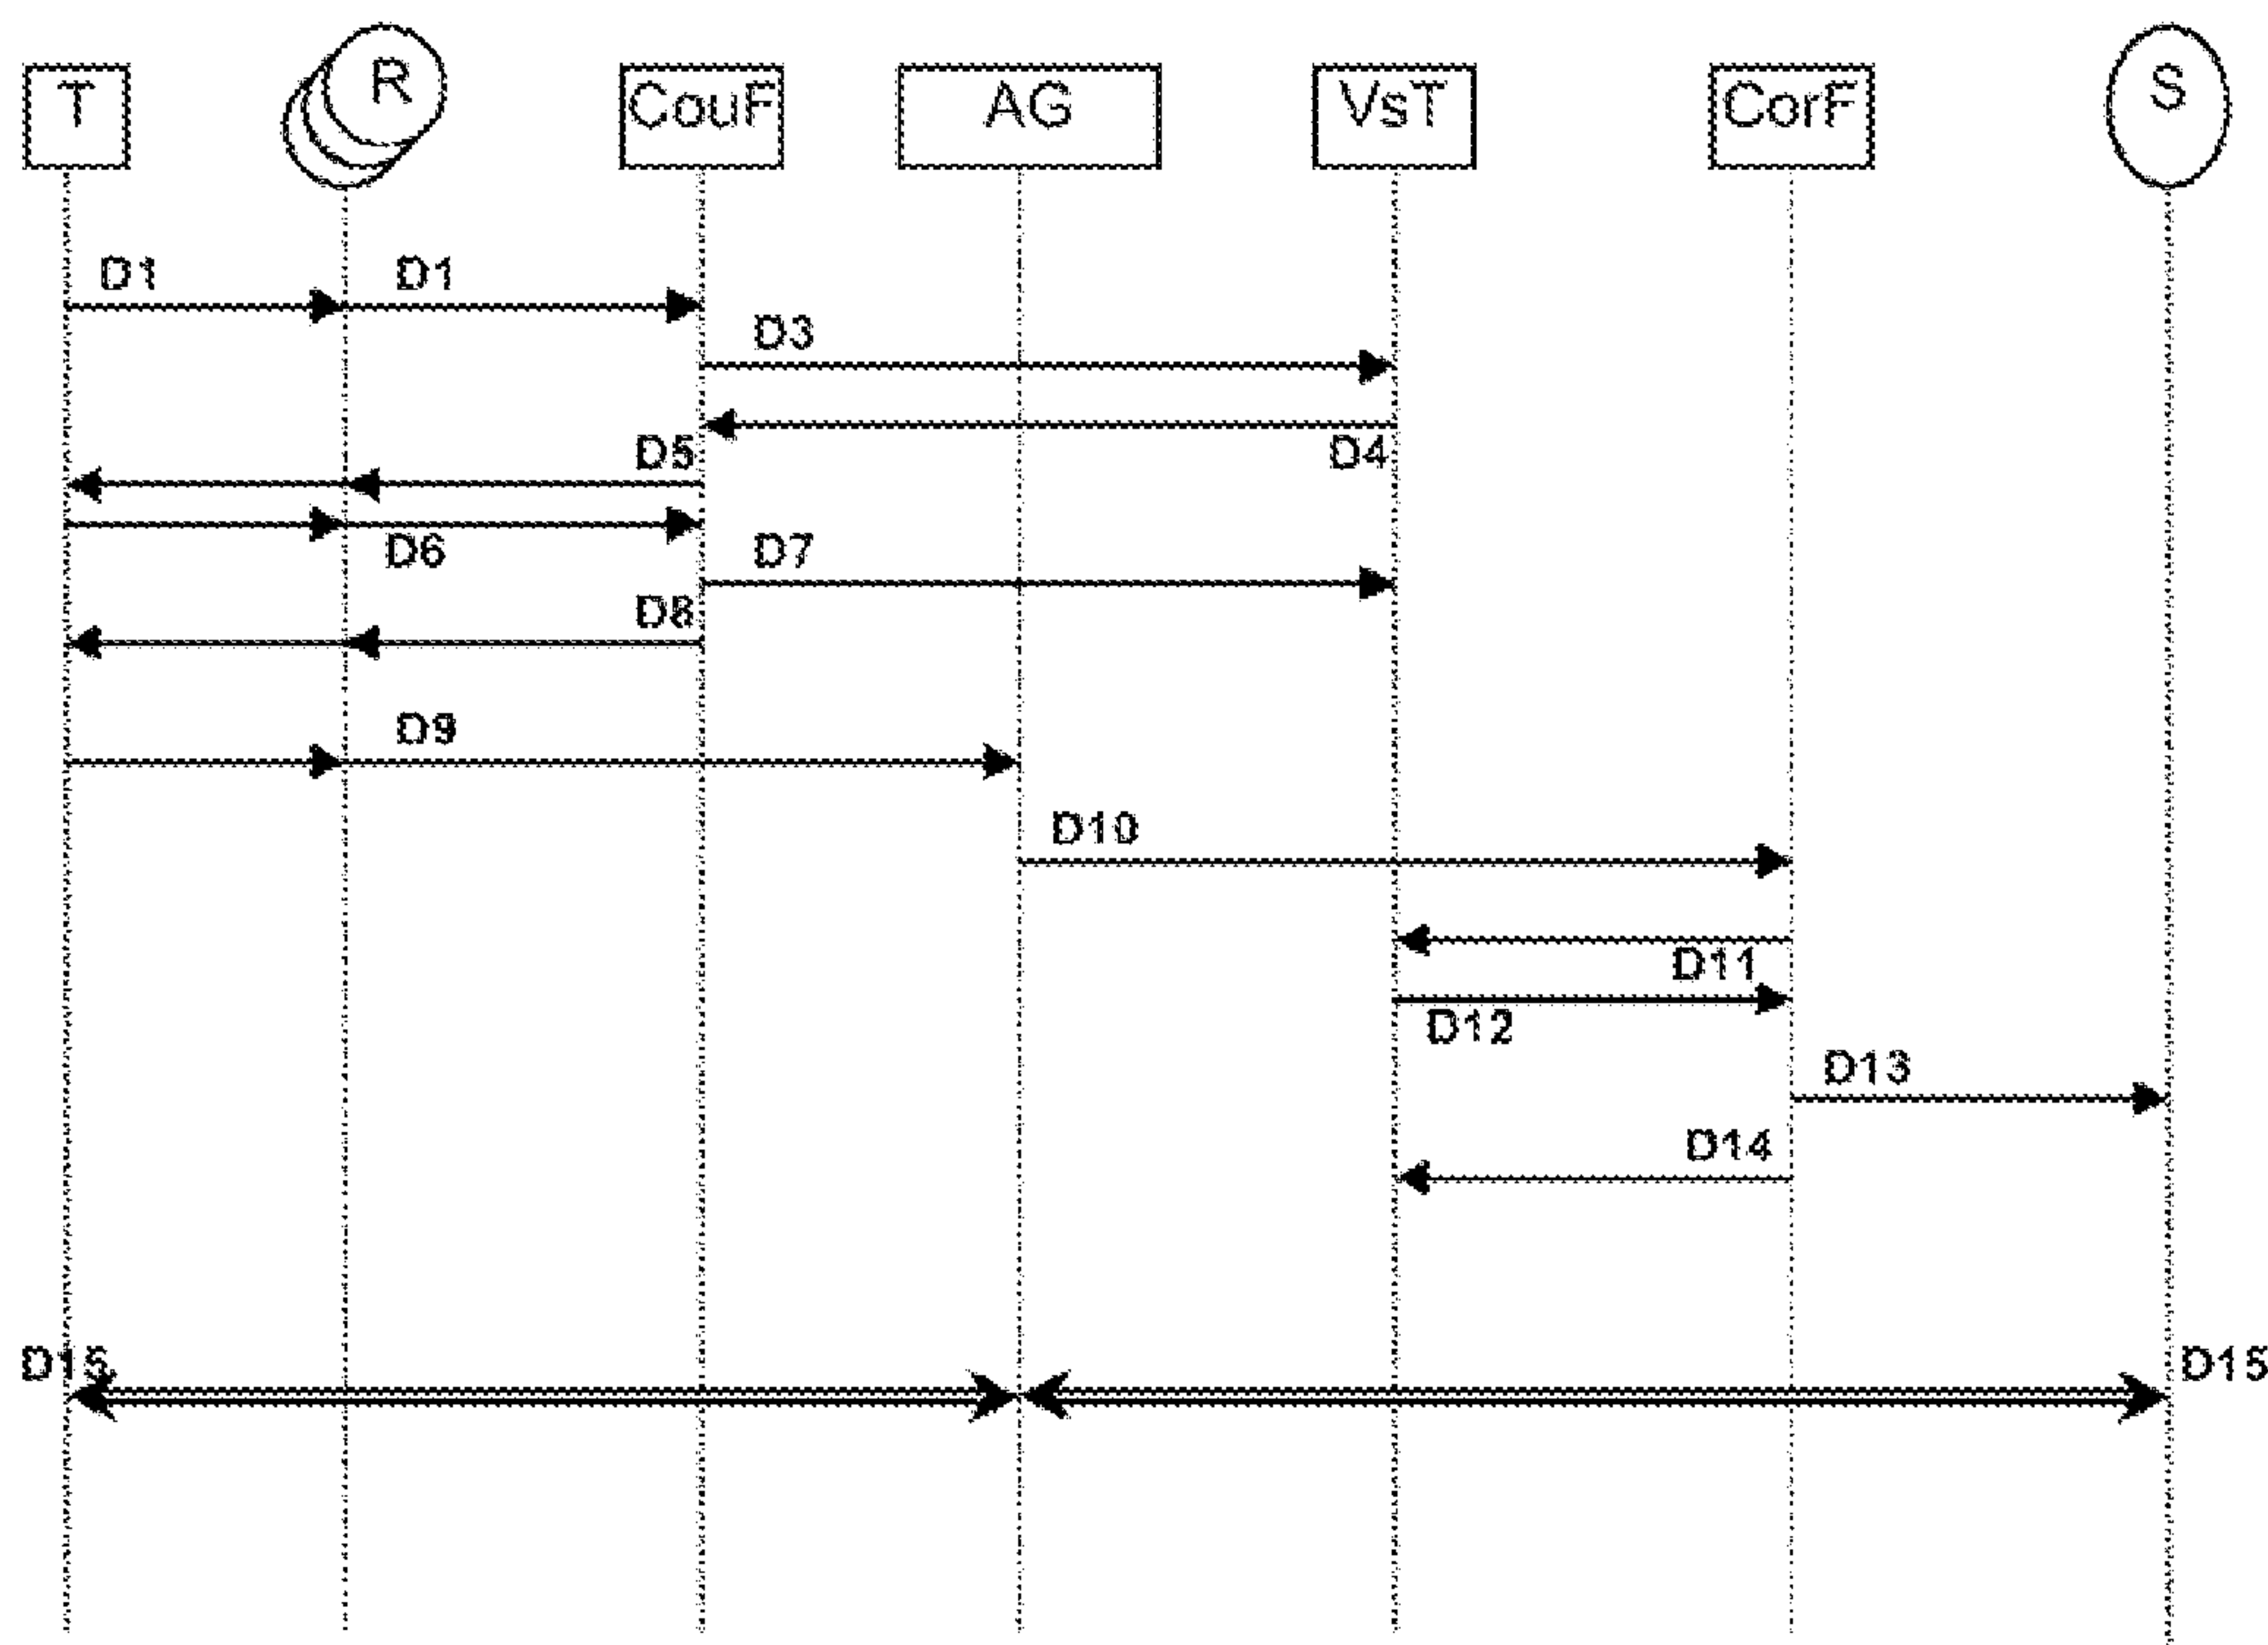 T R CouF AG VsT CorF S
D1 D1
D3
D5 D4
D6 D7
D8
D9
D10
D11
D12
D13
D14
D15 D15